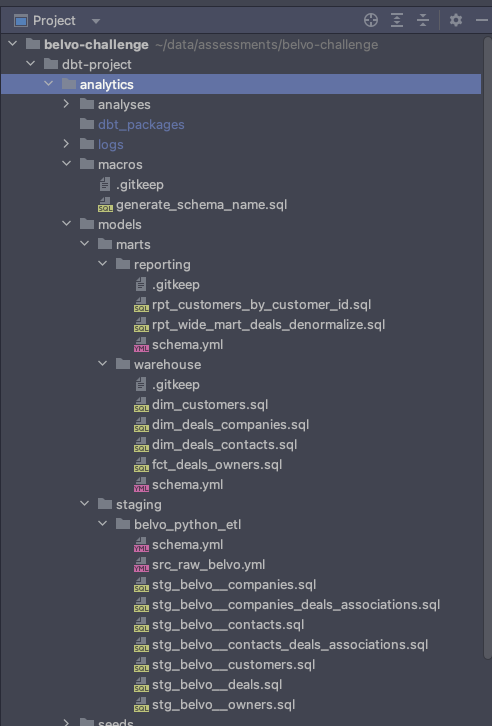 Project
belvo-challenge ~/data/assessments/belvo-challenge
dbt-project
analytics
analyses
dbt_packages
logs
macros
.gitkeep
generate_schema_name.sql
models
marts
reporting
.gitkeep
rpt_customers_by_customer_id.sql
rpt_wide_mart_deals_denormalize.sql
schema.yml
warehouse
.gitkeep
dim_customers.sql
dim_deals_companies.sql
dim_deals_contacts.sql
fct_deals_owners.sql
schema.yml
staging
belvo_python_etl
schema.yml
src_raw_belvo.yml
stg_belvo__companies.sql
stg_belvo__companies_deals_associations.sql
stg_belvo__contacts.sql
stg_belvo__contacts_deals_associations.sql
stg_belvo__customers.sql
stg_belvo__deals.sql
stg_belvo__owners.sql
seeds